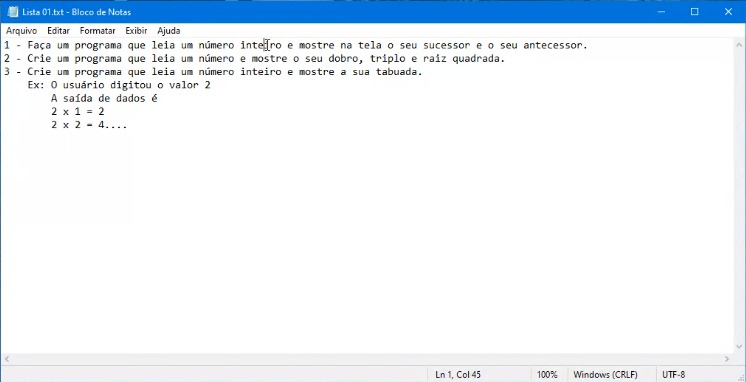 Lista 01.txt - Bloco de Notas
Arquivo Editar Formatar Exibir Ajuda
1 - Faça um programa que leia um número inteiro e mostre na tela o seu sucessor e o seu antecessor.
2 - Crie um programa que leia um número e mostre o seu dobro, triplo e raiz quadrada.
3 - Crie um programa que leia um número inteiro e mostre a sua tabuada.
Ex: O usuário digitou o valor 2
A saída de dados é
2 x 1 = 2
2 x 2 = 4....
Ln 1, Col 45 100% Windows (CRLF) UTF-8